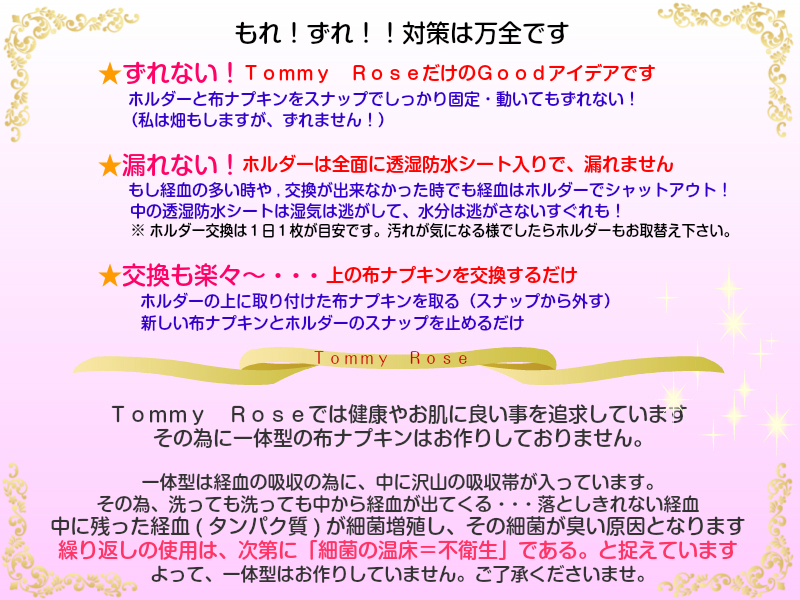 もれ！ずれ！！対策は万全です
★ずれない！Ｔｏｍｍｙ　ＲｏｓｅだけのＧｏｏｄアイデアです
ホルダーと布ナプキンをスナップでしっかり固定・動いてもずれない！
（私は畑もしますが、ずれません！）
★漏れない！ホルダーは全面に透湿防水シート入りで、漏れません
もし経血の多い時や , 交換が出来なかった時でも経血はホルダーでシャットアウト！
中の透湿防水シートは湿気は逃がして、水分は逃がさないすぐれも！
※ ホルダー交換は１日１枚が目安です。汚れが気になる様でしたらホルダーもお取替え下さい。
★交換も楽々〜・・・上の布ナプキンを交換するだけ
ホルダーの上に取り付けた布ナプキンを取る（スナップから外す）
新しい布ナプキンとホルダーのスナップを止めるだけ
Ｔｏｍｍｙ　Ｒｏｓｅ
Ｔｏｍｍｙ　Ｒｏｓｅでは健康やお肌に良い事を追求しています
その為に一体型の布ナプキンはお作りしておりません。
一体型は経血の吸収の為に、中に沢山の吸収帯が入っています。
その為、洗っても洗っても中から経血が出てくる・・・落としきれない経血
中に残った経血 ( タンパク質 ) が細菌増殖し、その細菌が臭い原因となります
繰り返しの使用は、次第に「細菌の温床＝不衛生」である。と捉えています
よって、一体型はお作りしていません。ご了承くださいませ。